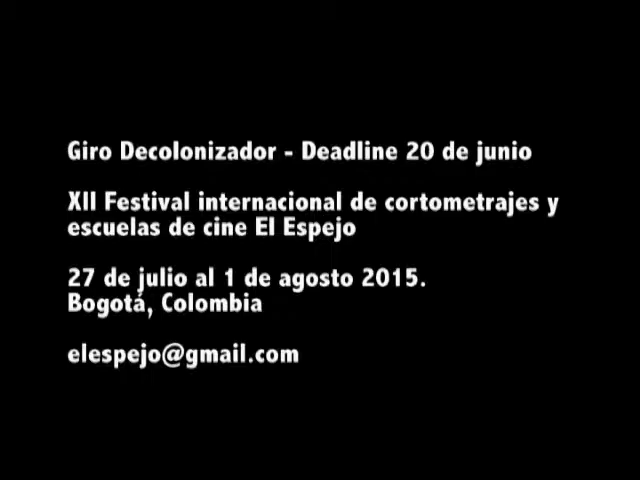 Giro Decolonizador - Deadline 20 de junio
XII Festival internacional de cortometrajes y
escuelas de cine El Espejo
27 de julio al 1 de agosto 2015.
Bogotá, Colombia
elespejo@gmail.com